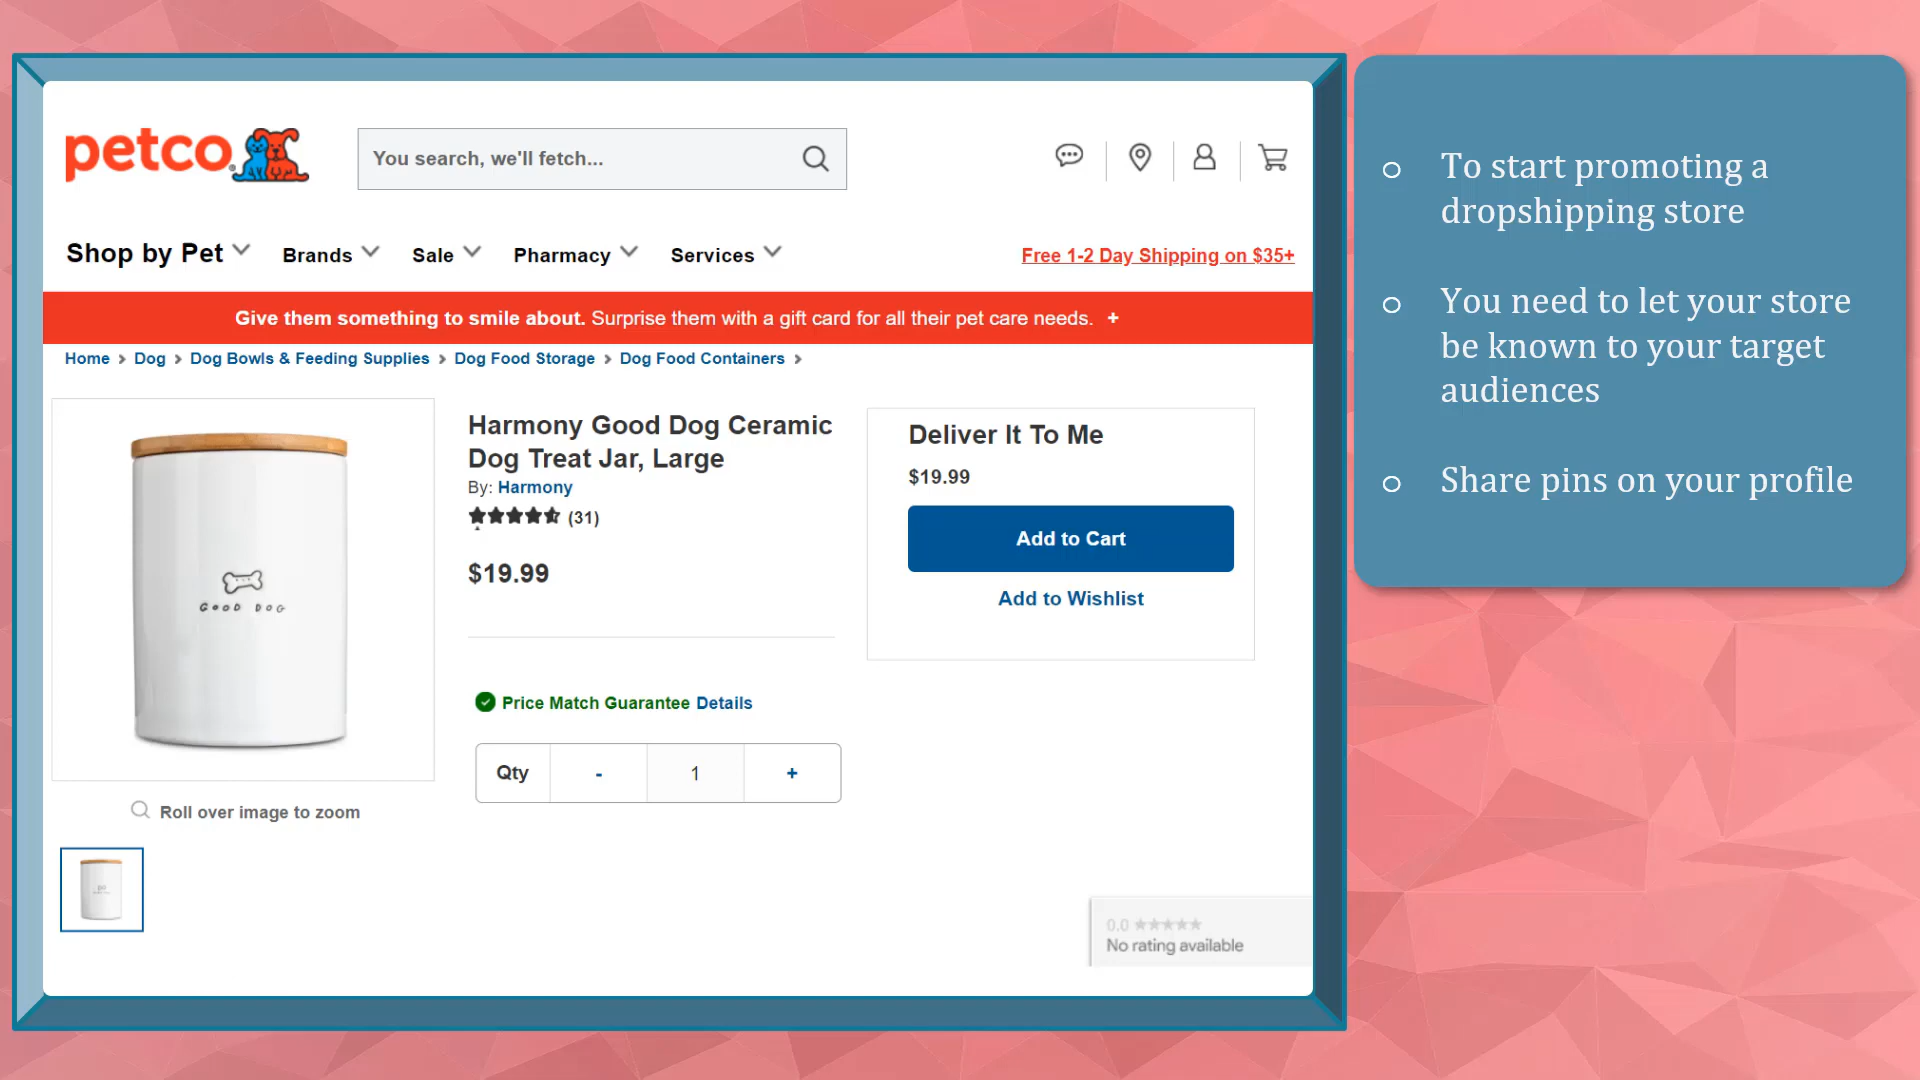 petco
You search, we'll fetch...
Shop by Pet
Brands
Sale
Pharmacy
Services
Free 1-2 Day Shipping on $35+
Give them something to smile about. Surprise them with a gift card for all their pet care needs. +
Home > Dog > Dog Bowls & Feeding Supplies > Dog Food Storage > Dog Food Containers >
GOOD DOG
Roll over image to zoom
Harmony Good Dog Ceramic
Dog Treat Jar, Large
By: Harmony
(31)
$19.99
Price Match Guarantee Details
Qty - 1 +
Deliver It To Me
$19.99
Add to Cart
Add to Wishlist
0.0
No rating available
To start promoting a
dropshipping store
You need to let your store
be known to your target
audiences
Share pins on your profile